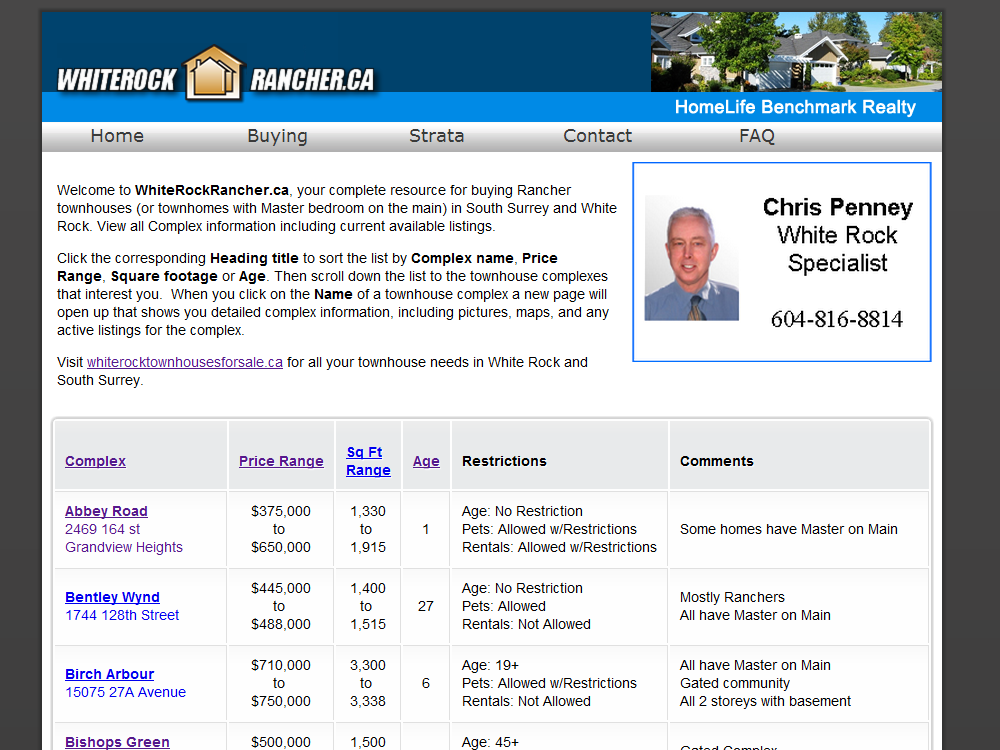 WHITEROCK RANCHER.CA
HomeLife Benchmark Realty
Home Buying Strata Contact FAQ
Welcome to WhiteRockRancher.ca, your complete resource for buying Rancher
townhouses (or townhomes with Master bedroom on the main) in South Surrey and White
Rock. View all Complex information including current available listings.
Click the corresponding Heading title to sort the list by Complex name, Price
Range, Square footage or Age. Then scroll down the list to the townhouse complexes
that interest you.  When you click on the Name of a townhouse complex a new page will
open up that shows you detailed complex information, including pictures, maps, and any
active listings for the complex.
Visit whiterocktownhousesforsale.ca for all your townhouse needs in White Rock and
South Surrey.
Chris Penney
White Rock
Specialist
604-816-8814
Complex Price Range Sq Ft Range Age Restrictions Comments
Abbey Road
2469 164 st
Grandview Heights
$375,000
to
$650,000
1,330
to
1,915
1
Age: No Restriction
Pets: Allowed w/Restrictions
Rentals: Allowed w/Restrictions
Some homes have Master on Main
Bentley Wynd
1744 128th Street
$445,000
to
$488,000
1,400
to
1,515
27
Age: No Restriction
Pets: Allowed
Rentals: Not Allowed
Mostly Ranchers
All have Master on Main
Birch Arbour
15075 27A Avenue
$710,000
to
$750,000
3,300
to
3,338
6
Age: 19+
Pets: Allowed w/Restrictions
Rentals: Not Allowed
All have Master on Main
Gated community
All 2 storeys with basement
Bishops Green
$500,000
1,500
Age: 45+
Gated Complex